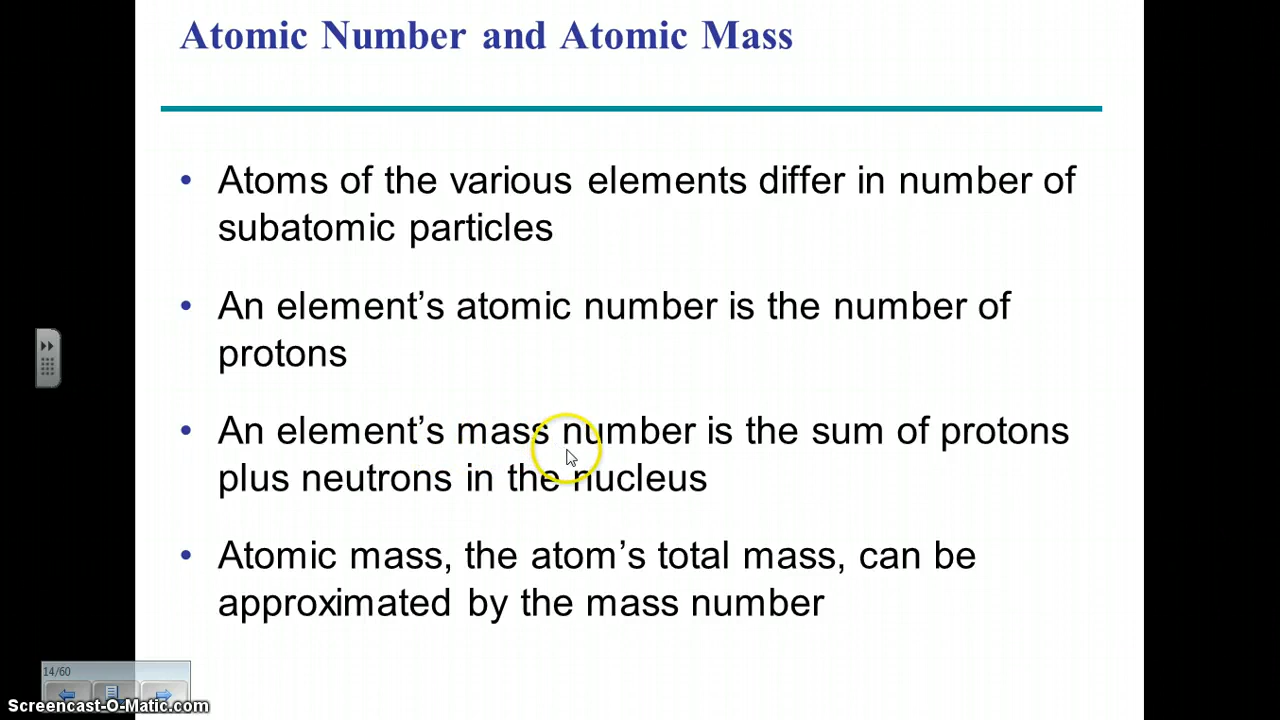 Atomic Number and Atomic Mass
• Atoms of the various elements differ in number of
subatomic particles
• An element’s atomic number is the number of
protons
• An element’s mass number is the sum of protons
plus neutrons in the nucleus
• Atomic mass, the atom’s total mass, can be
approximated by the mass number
14/60
Screencast-O-Matic.com